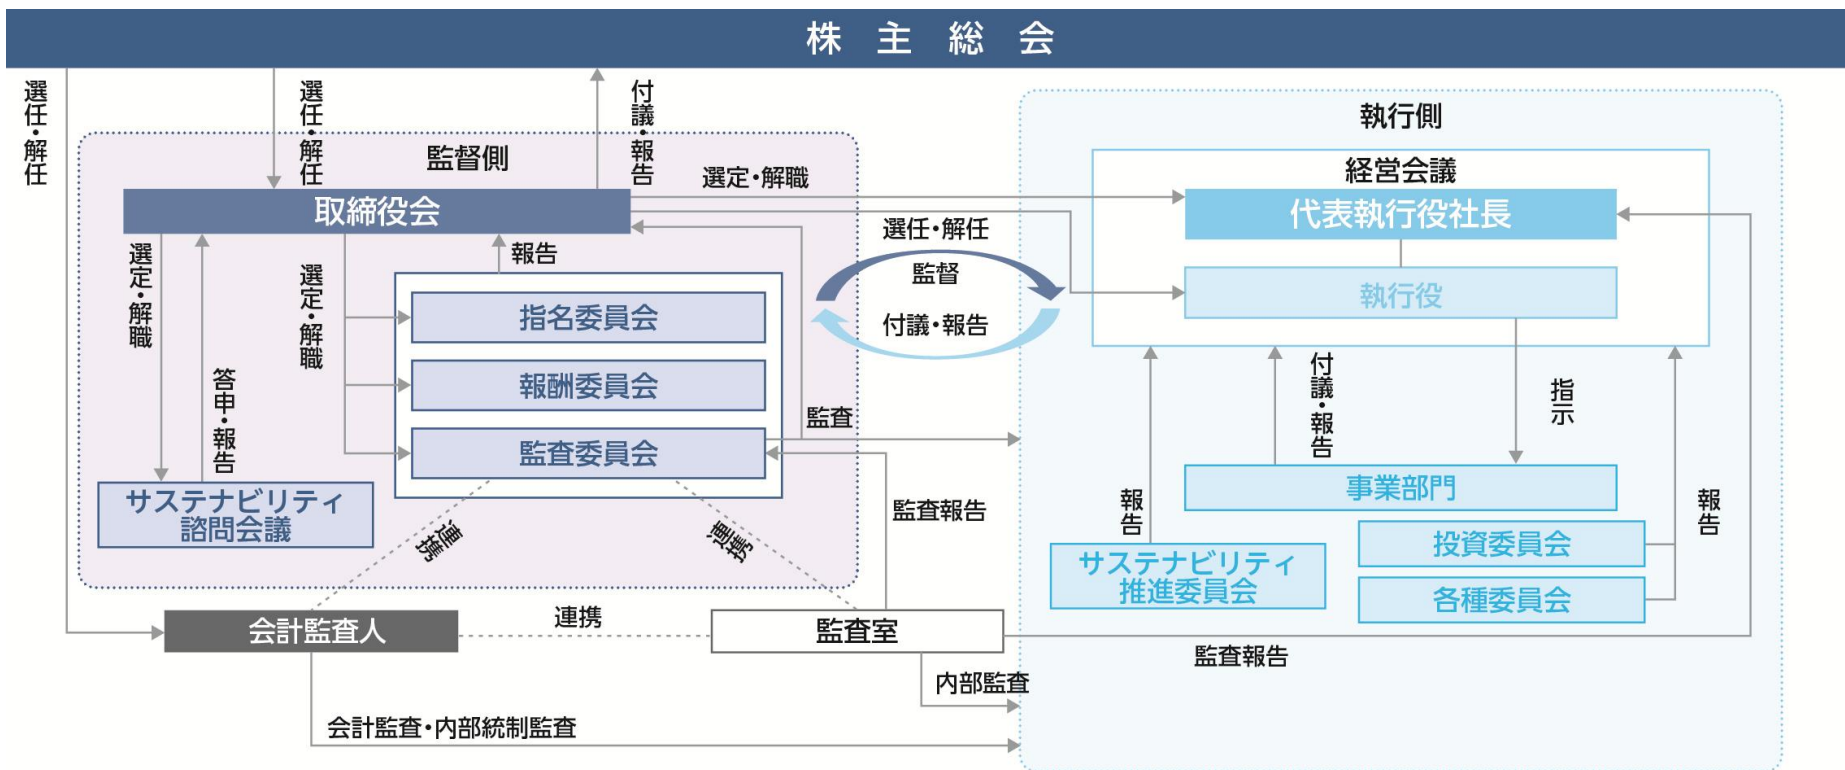 株主総会
選任・解任
選任・解任
付議・報告
監督側
取締役会
選定・解職
選任・解任
監督
付議・報告
選定・解職
答申・報告
選定・解職
報告
指名委員会
報酬委員会
監査委員会
監査
サステナビリティ
諮問会議
連携
連携
監査報告
会計監査人
連携
監査室
内部監査
会計監査・内部統制監査
監査報告
執行側
経営会議
代表執行役社長
執行役
付議・報告
指示
事業部門
報告
サステナビリティ
推進委員会
投資委員会
各種委員会
報告